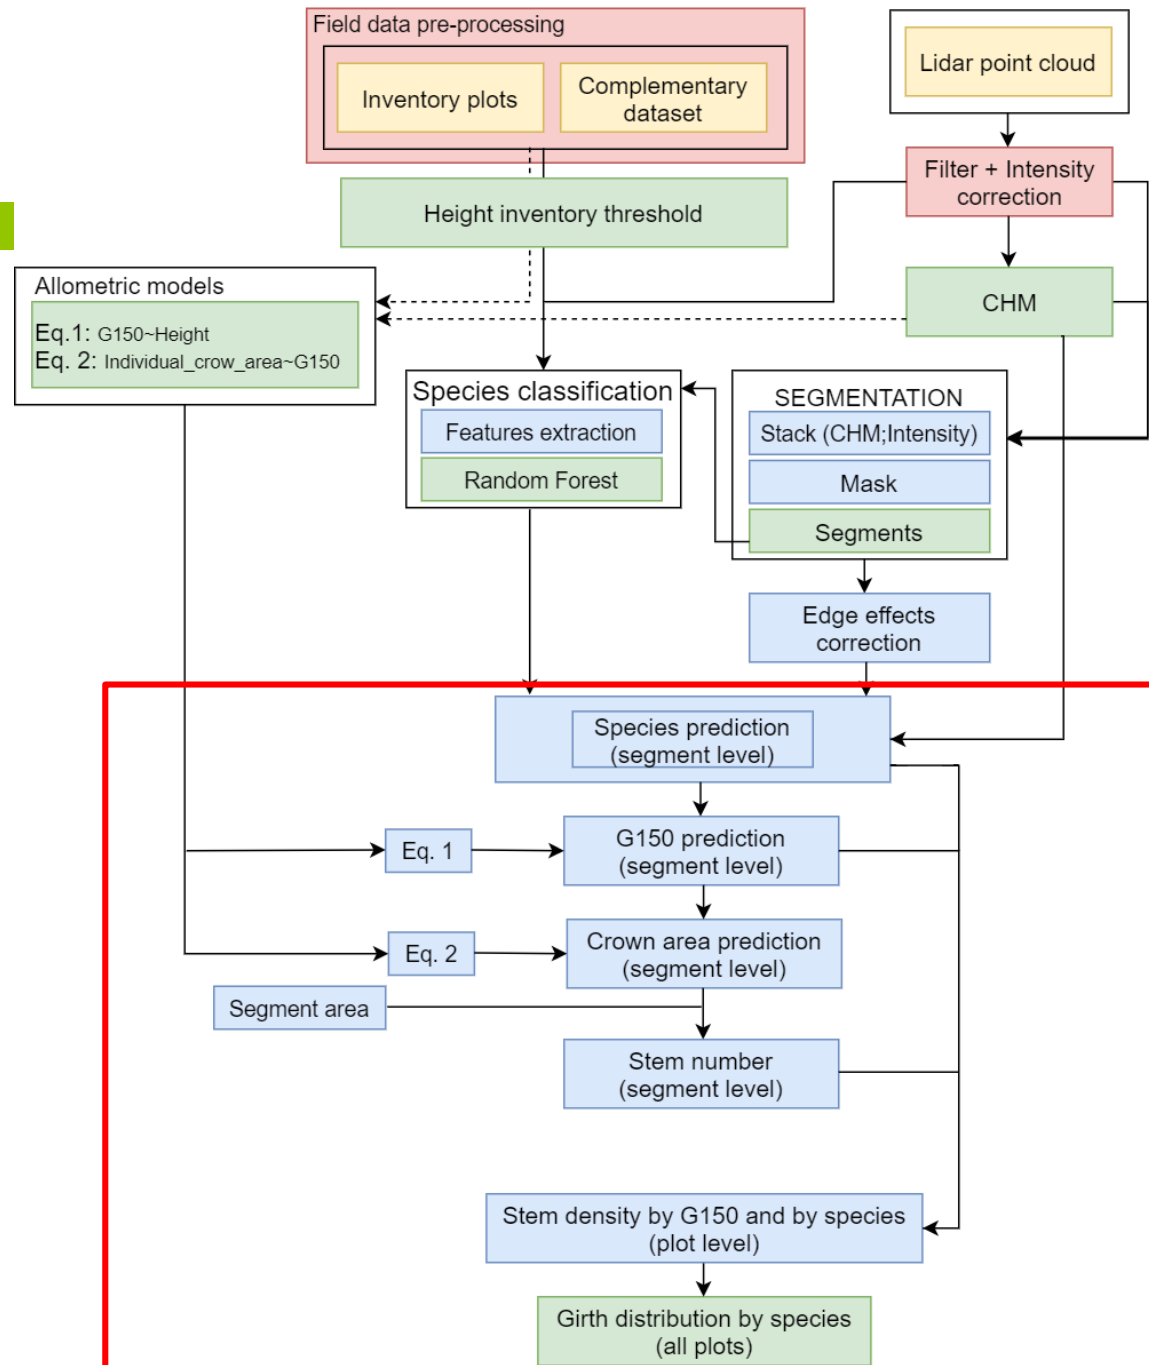 Field data pre-processing
Inventory plots
Complementary
dataset
Lidar point cloud
Filter + Intensity
correction
Height inventory threshold
CHM
Allometric models
Eq.1: G150~Height
Eq. 2: Individual_crow_area~G150
Species classification
Features extraction
Random Forest
SEGMENTATION
Stack (CHM;Intensity)
Mask
Segments
Edge effects
correction
Species prediction
(segment level)
Eq. 1
G150 prediction
(segment level)
Eq. 2
Crown area prediction
(segment level)
Segment area
Stem number
(segment level)
Stem density by G150 and by species
(plot level)
Girth distribution by species
(all plots)